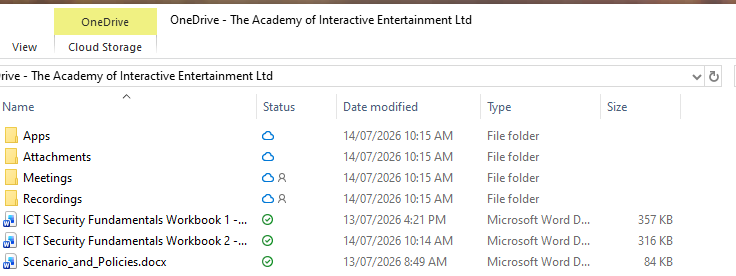 OneDrive OneDrive - The Academy of Interactive Entertainment Ltd
View Cloud Storage
rive - The Academy of Interactive Entertainment Ltd
Name Status Date modified Type Size
Apps 14/07/2026 10:15 AM File folder
Attachments 14/07/2026 10:15 AM File folder
Meetings 14/07/2026 10:15 AM File folder
Recordings 14/07/2026 10:15 AM File folder
ICT Security Fundamentals Workbook 1 -... 13/07/2026 4:21 PM Microsoft Word D... 357 KB
ICT Security Fundamentals Workbook 2 -... 14/07/2026 10:14 AM Microsoft Word D... 316 KB
Scenario_and_Policies.docx 13/07/2026 8:49 AM Microsoft Word D... 84 KB